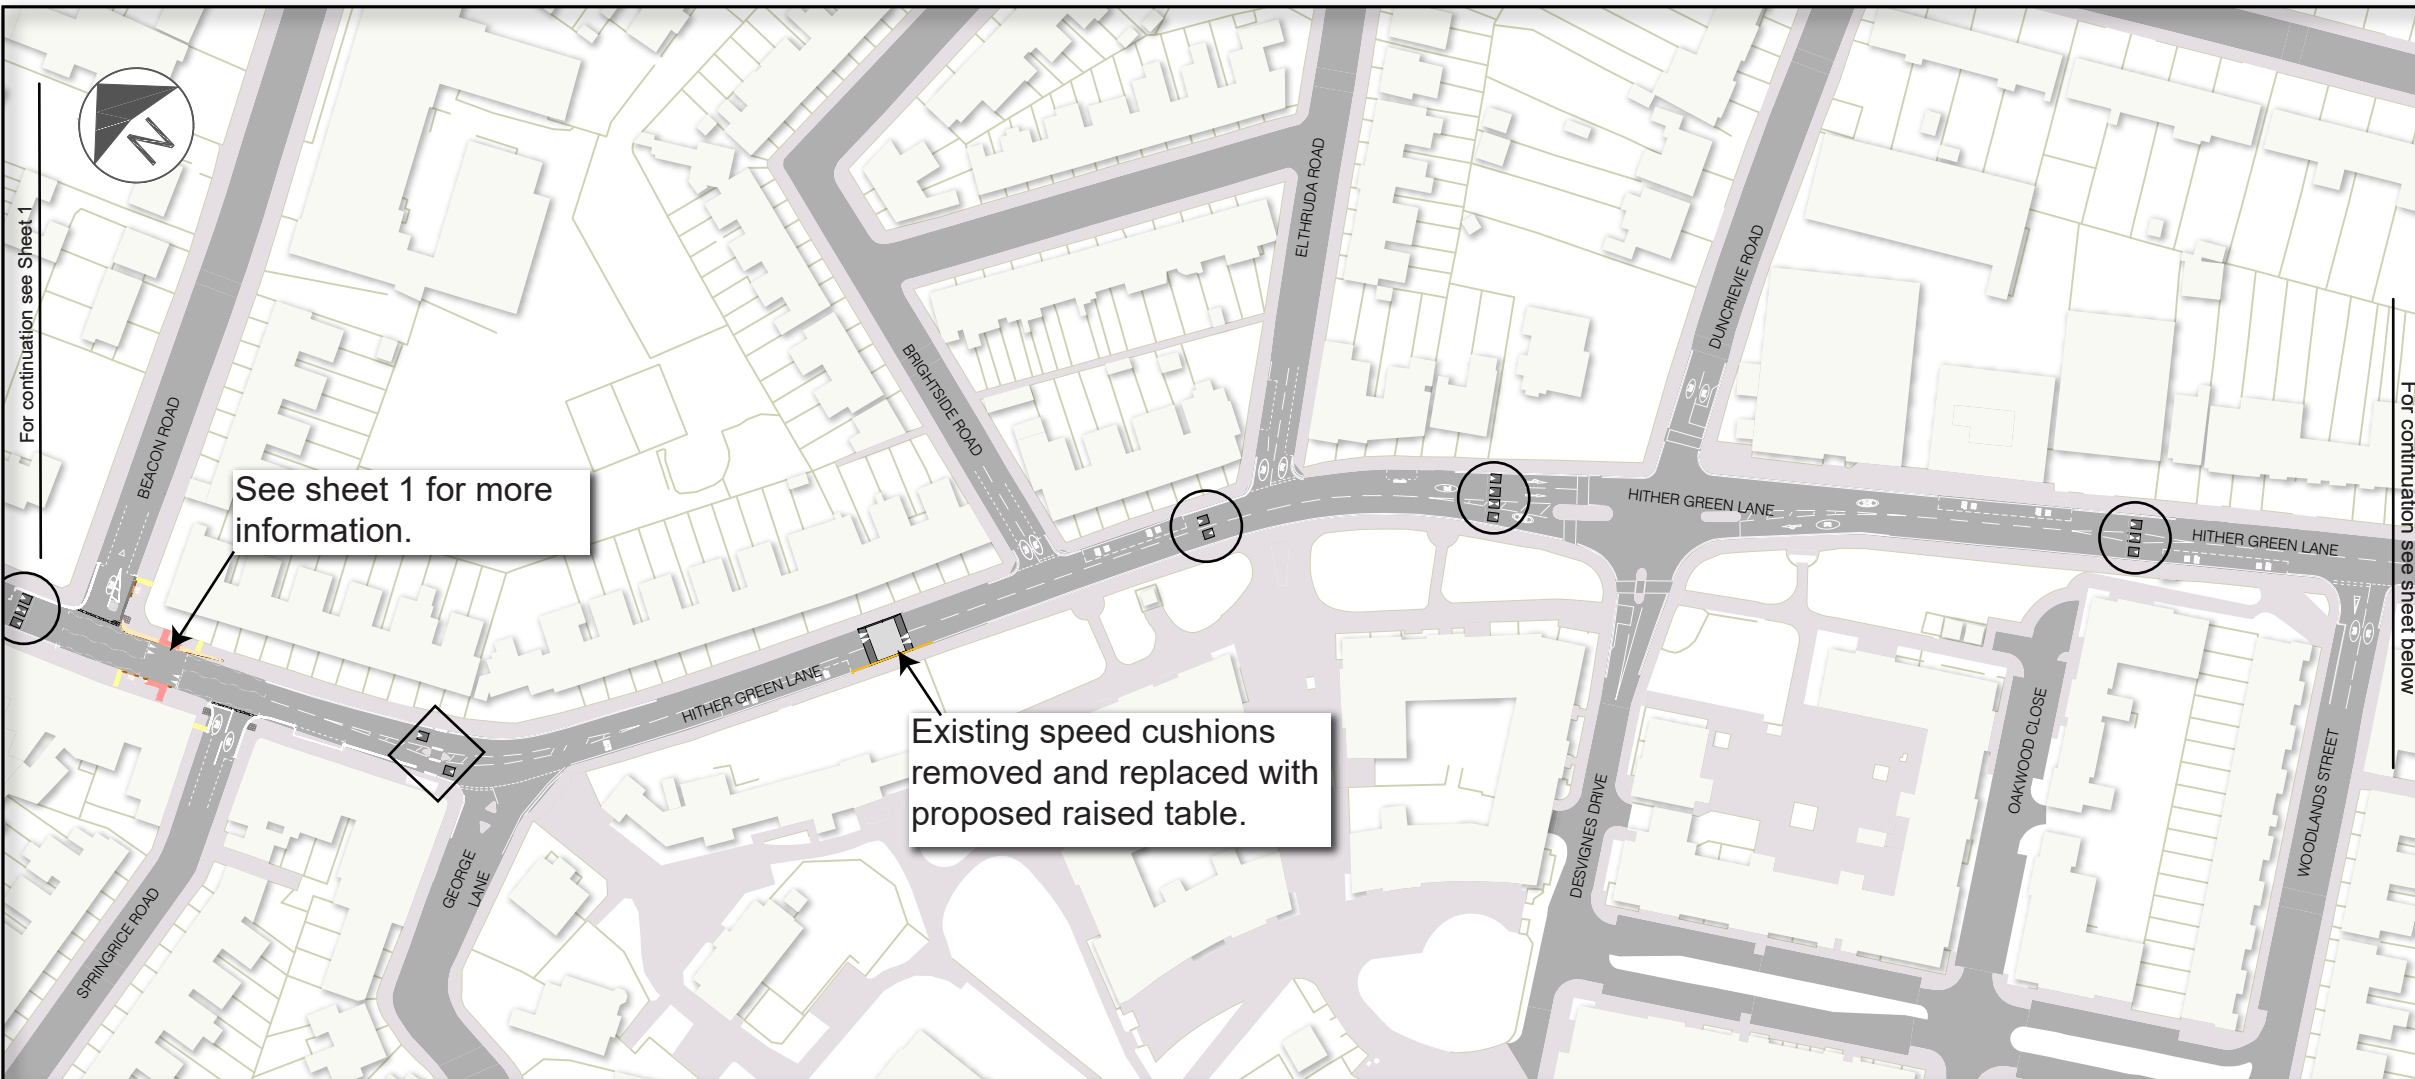 For continuation see Sheet 1
N
BEACON ROAD
See sheet 1 for more
information.
BRIGHTSIDE ROAD
ELTHRUDA ROAD
DUNCRIEVIE ROAD
HITHER GREEN LANE
HITHER GREEN LANE
HITHER GREEN LANE
For continuation see sheet below
Existing speed cushions
removed and replaced with
proposed raised table.
SPRINGRICE ROAD
GEORGE
LANE
DESVIGNES DRIVE
OAKWOOD CLOSE
WOODLANDS STREET